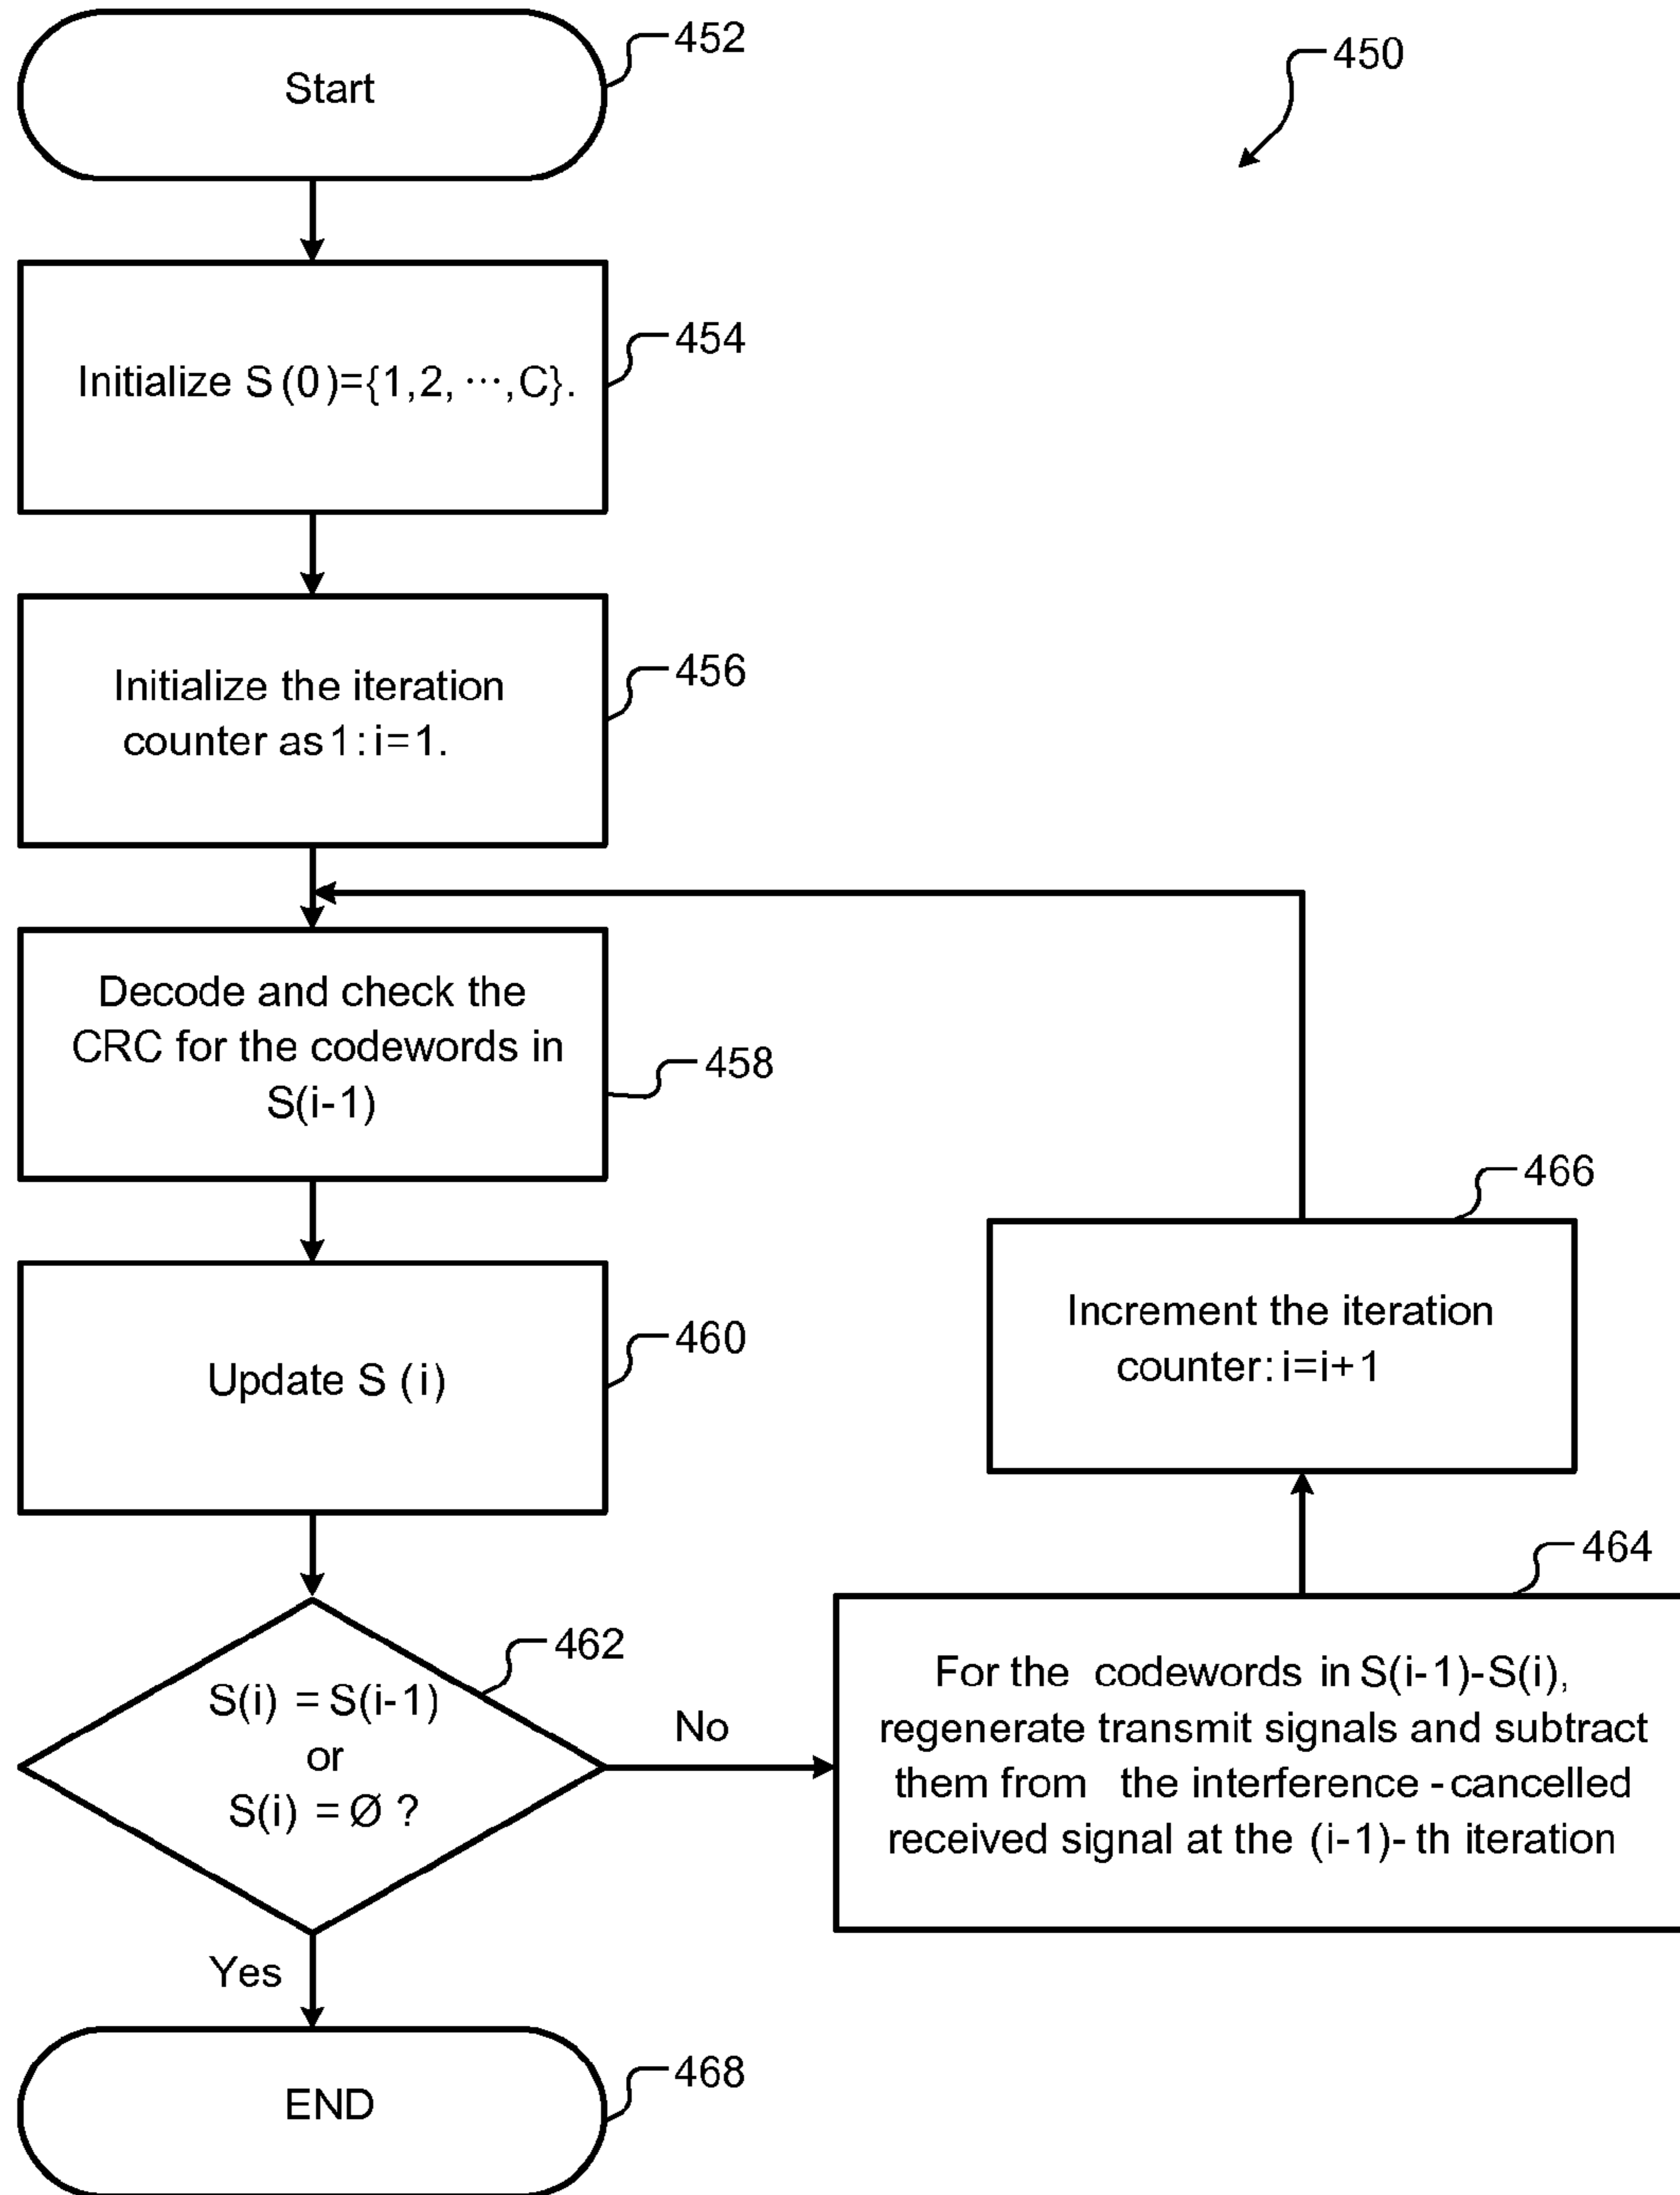 452
Start
450
454
Initialize S (0)={1,2, ···,C}.
456
Initialize the iteration
counter as 1: i=1.
Decode and check the
CRC for the codewords in
S(i-1)
458
460
Update S (i)
462
S(i) = S(i-1)
or
S(i) = Ø ?
No
Yes
464
For the codewords in S(i-1)-S(i),
regenerate transmit signals and subtract
them from the interference -cancelled
received signal at the (i-1)- th iteration
466
Increment the iteration
counter: i=i+1
468
END